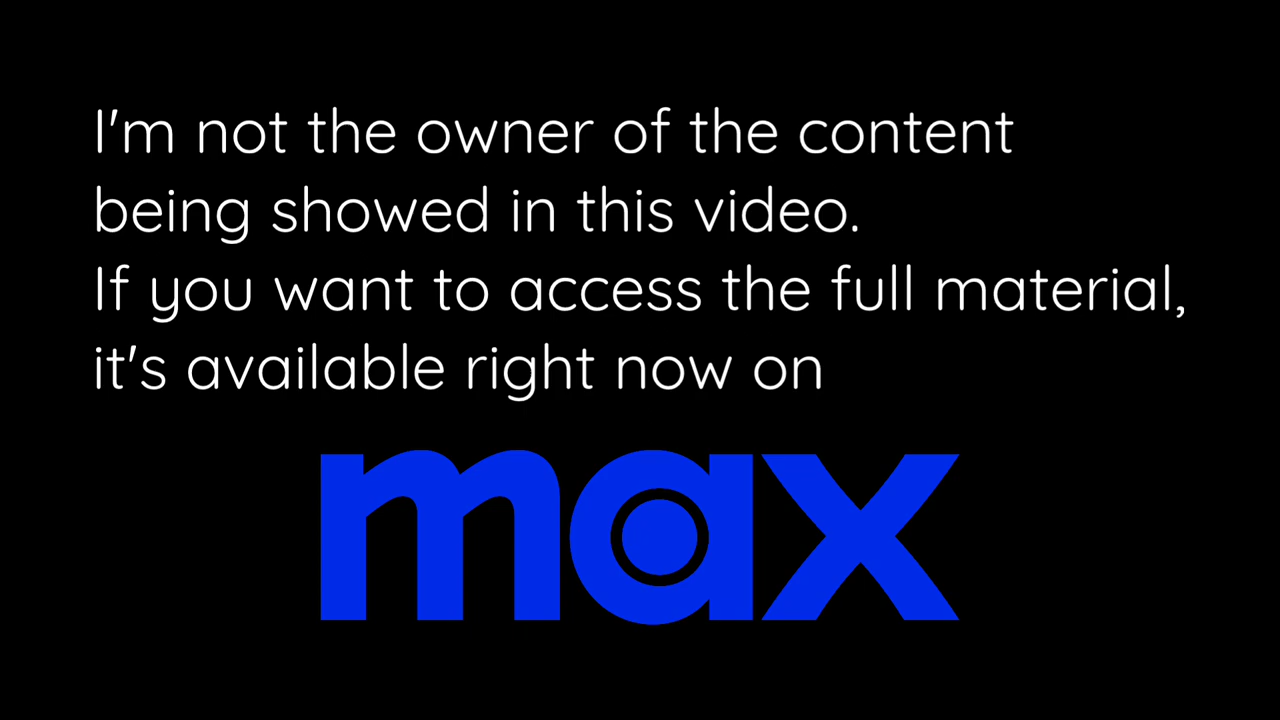 I'm not the owner of the content
being showed in this video.
If you want to access the full material,
it's available right now on
max